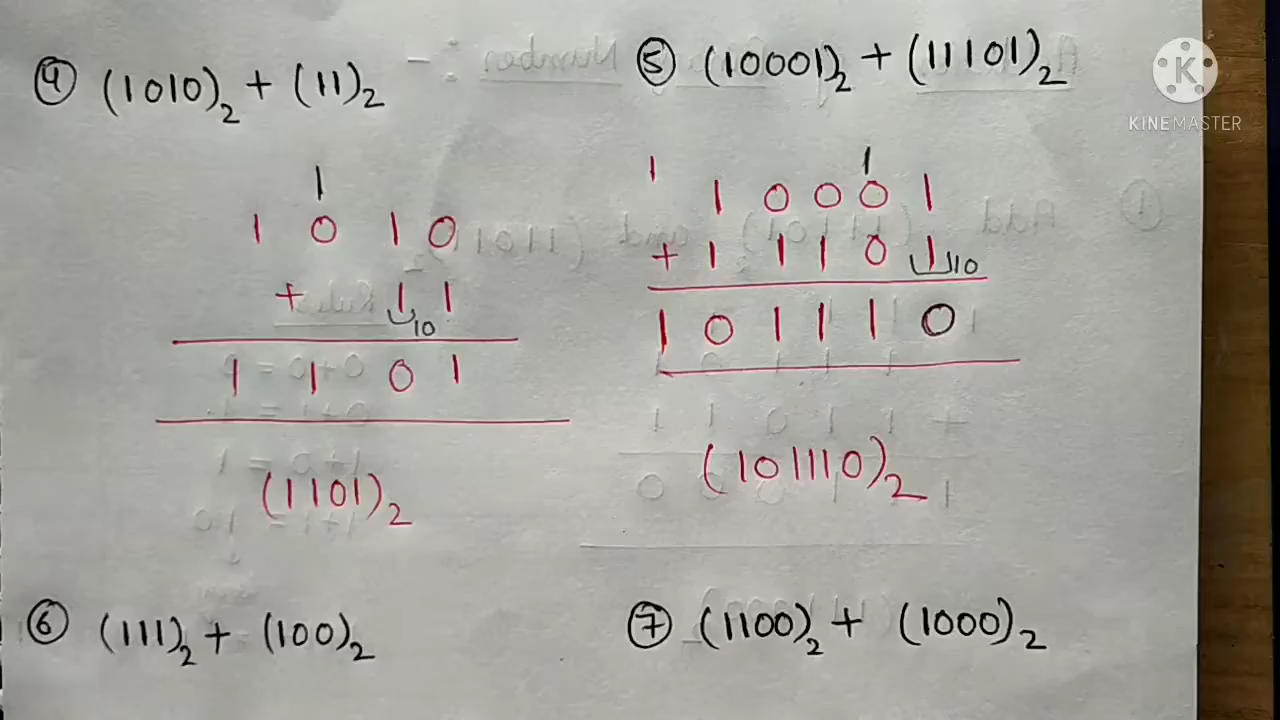 ④ (1010)₂ + (11)₂
1
1 0 1 0
+ 1 1
10
1 1 0 1
(1101)₂
⑤ (10001)₂ + (11101)₂
1 1
1 0 0 0 1
+ 1 1 1 0 1
10
1 0 1 1 1 0
(101110)₂
⑥ (111)₂ + (100)₂
⑦ (1100)₂ + (1000)₂
K
KINEMASTER